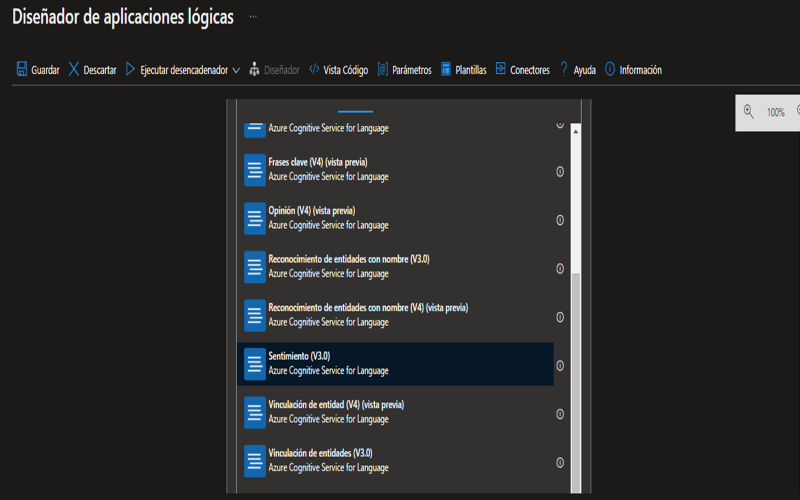 Diseñador de aplicaciones lógicas ...
Guardar Descartar Ejecutar desencadenador Diseñador Vista Código Parámetros Plantillas Conectores Ayuda Información
100%
Azure Cognitive Service for Language
Frases clave (V4) (vista previa)
Azure Cognitive Service for Language
Opinión (V4) (vista previa)
Azure Cognitive Service for Language
Reconocimiento de entidades con nombre (V3.0)
Azure Cognitive Service for Language
Reconocimiento de entidades con nombre (V4) (vista previa)
Azure Cognitive Service for Language
Sentimiento (V3.0)
Azure Cognitive Service for Language
Vinculación de entidad (V4) (vista previa)
Azure Cognitive Service for Language
Vinculación de entidades (V3.0)
Azure Cognitive Service for Language